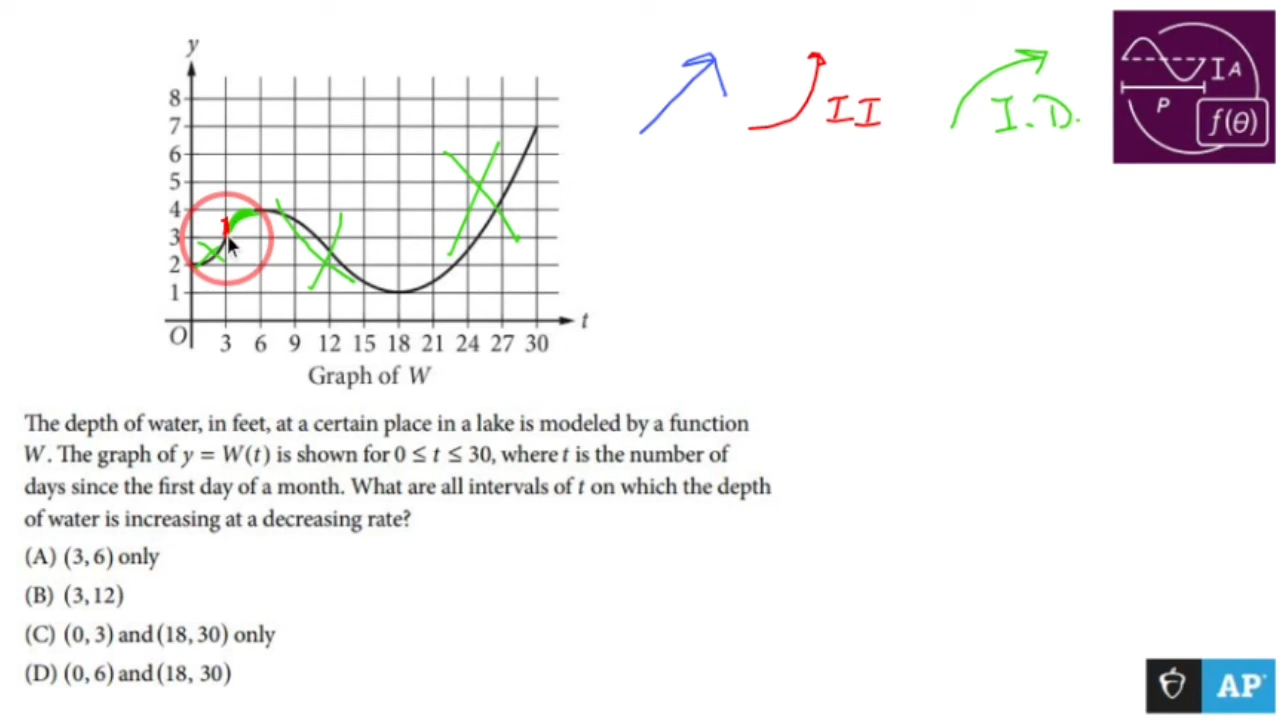 y
8
7
6
5
4
3
2
1
O
3 6 9 12 15 18 21 24 27 30
t
Graph of W
I I
I.D.
I A
P
f(θ)
The depth of water, in feet, at a certain place in a lake is modeled by a function
W. The graph of y = W(t) is shown for 0 ≤ t ≤ 30, where t is the number of
days since the first day of a month. What are all intervals of t on which the depth
of water is increasing at a decreasing rate?
(A) (3, 6) only
(B) (3, 12)
(C) (0, 3) and (18, 30) only
(D) (0, 6) and (18, 30)
AP